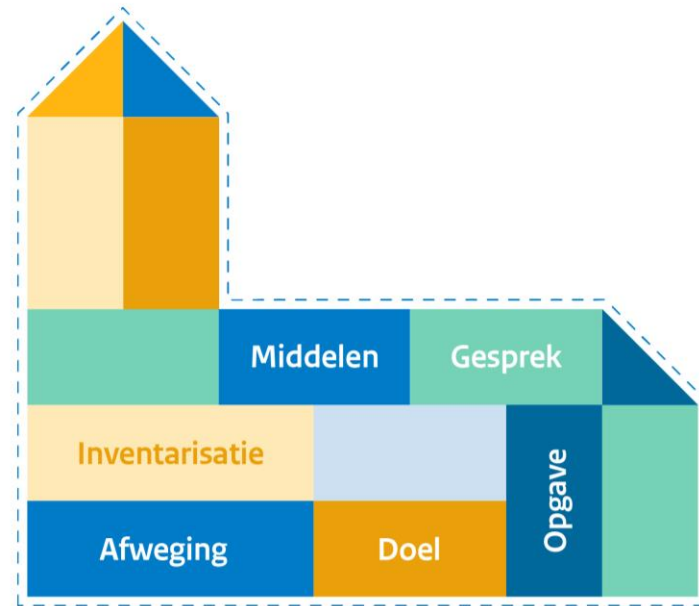 Middelen
Gesprek
Inventarisatie
Opgave
Afweging
Doel